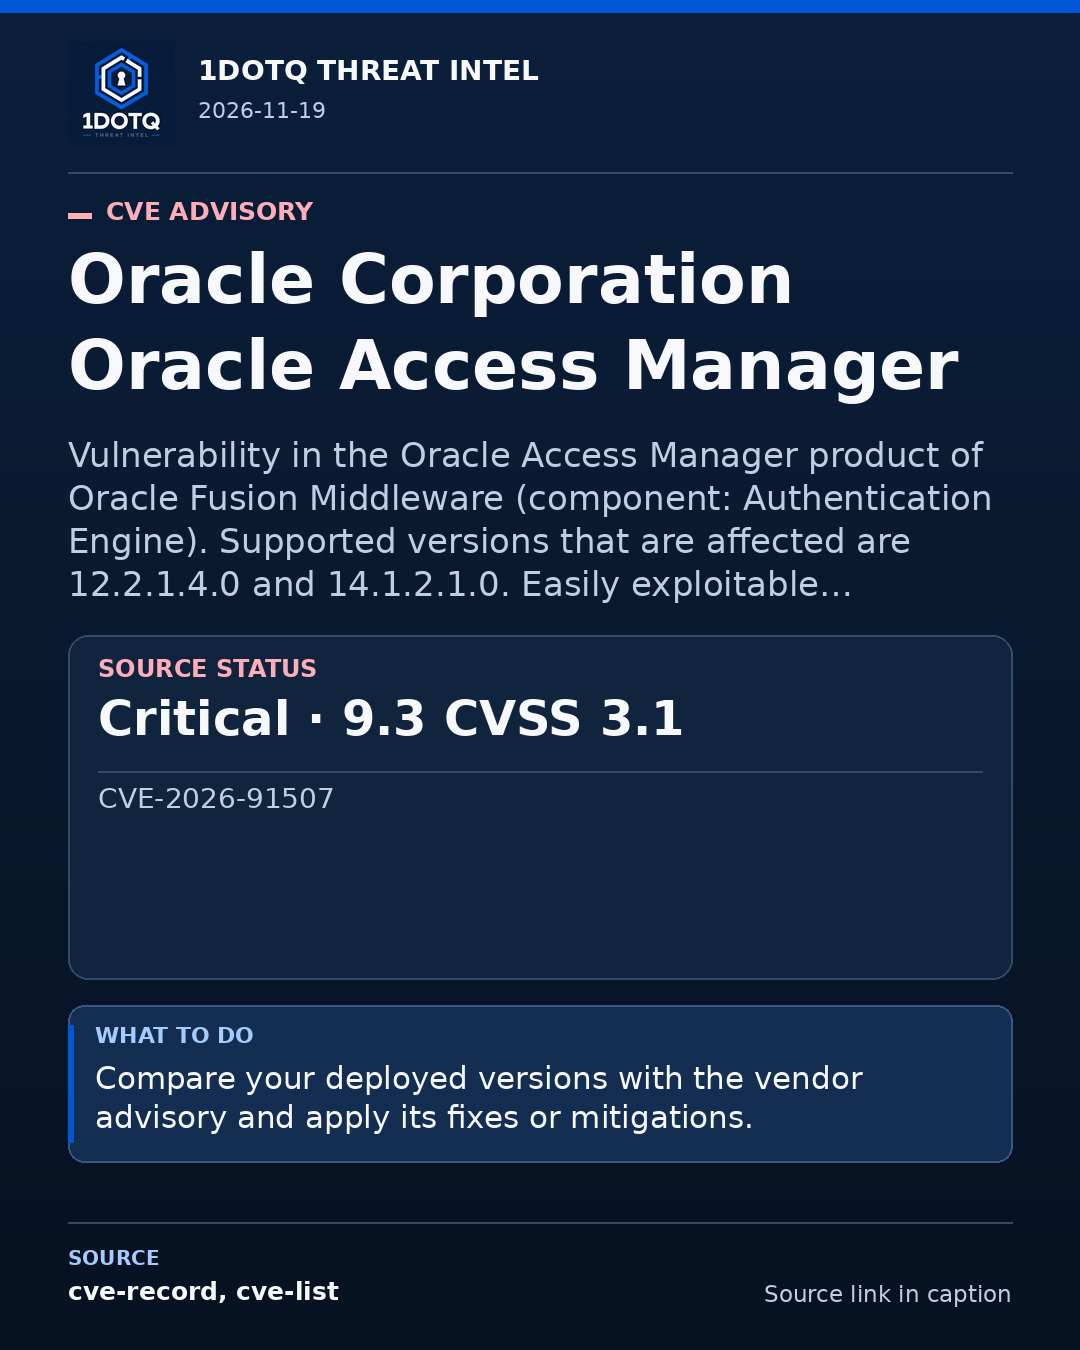 1DOTQ
THREAT INTEL
1DOTQ THREAT INTEL
2026-11-19
CVE ADVISORY
Oracle Corporation
Oracle Access Manager
Vulnerability in the Oracle Access Manager product of
Oracle Fusion Middleware (component: Authentication
Engine). Supported versions that are affected are
12.2.1.4.0 and 14.1.2.1.0. Easily exploitable...
SOURCE STATUS
Critical · 9.3 CVSS 3.1
CVE-2026-91507
WHAT TO DO
Compare your deployed versions with the vendor
advisory and apply its fixes or mitigations.
SOURCE
cve-record, cve-list
Source link in caption